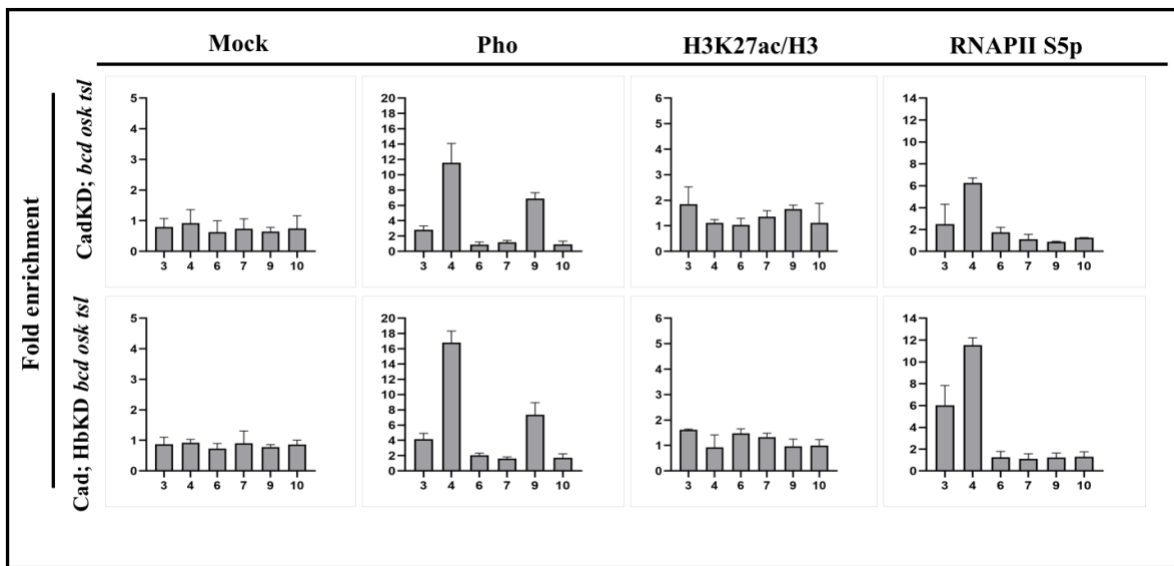 Mock Pho H3K27ac/H3 RNAPII S5p
Fold enrichment
CadKD; bcd osk tsl
5 4 3 2 1 0
3 4 6 7 9 10
20 18 16 14 12 10 8 6 4 2 0
3 4 6 7 9 10
6 5 4 3 2 1 0
3 4 6 7 9 10
14 12 10 8 6 4 2 0
3 4 6 7 9 10
Cad; HbKD bcd osk tsl
5 4 3 2 1 0
3 4 6 7 9 10
20 18 16 14 12 10 8 6 4 2 0
3 4 6 7 9 10
6 5 4 3 2 1 0
3 4 6 7 9 10
14 12 10 8 6 4 2 0
3 4 6 7 9 10